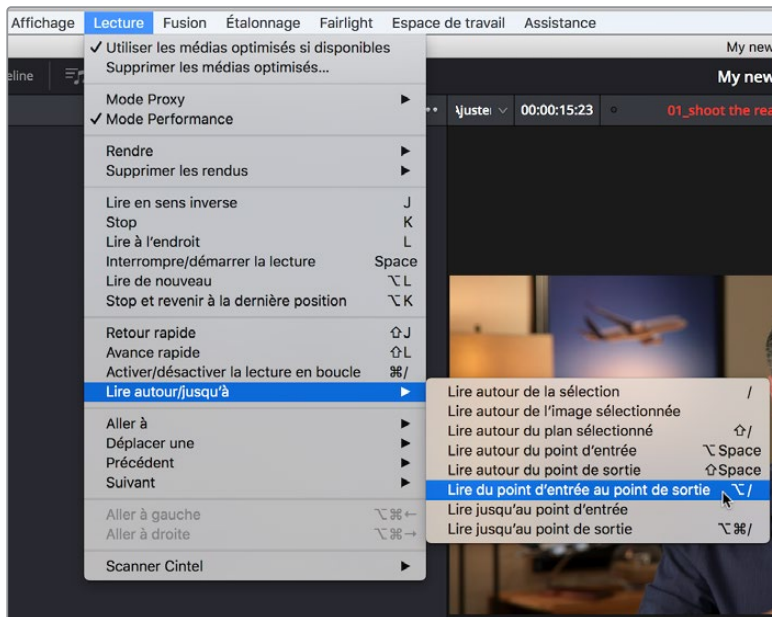 Affichage Lecture Fusion Étalonnage Fairlight Espace de travail Assistance
✓ Utiliser les médias optimisés si disponibles
My new
Supprimer les médias optimisés...
eline
My new
Mode Proxy
✓ Mode Performance
Ajuster 00:00:15:23 01_shoot the rea
Rendre
Supprimer les rendus
Lire en sens inverse J
Stop K
Lire à l'endroit L
Interrompre/démarrer la lecture Space
Lire de nouveau ⌥L
Stop et revenir à la dernière position ⌥K
Retour rapide ⇧J
Avance rapide ⇧L
Activer/désactiver la lecture en boucle ⌘/
Lire autour/jusqu'à
Lire autour de la sélection /
Lire autour de l'image sélectionnée
Lire autour du plan sélectionné ⇧/
Lire autour du point d'entrée ⌥Space
Lire autour du point de sortie ⇧Space
Lire du point d'entrée au point de sortie ⌥/
Lire jusqu'au point d'entrée
Lire jusqu'au point de sortie ⌥⌘/
Aller à
Déplacer une
Précédent
Suivant
Aller à gauche ⌥⌘←
Aller à droite ⌥⌘→
Scanner Cintel